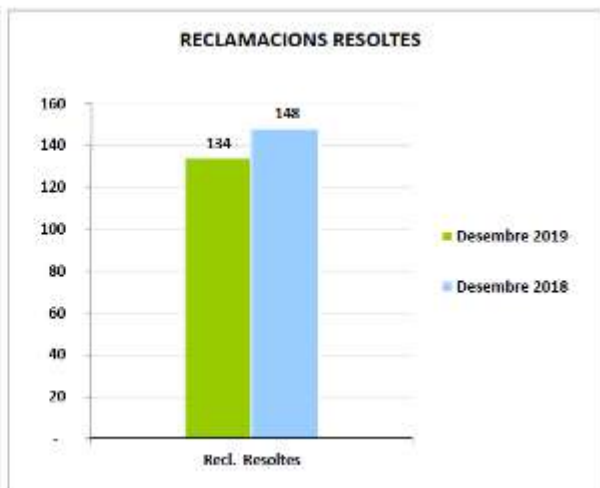 RECLAMACIONS RESOLTES
160
140
120
100
80
60
40
20
-
134
148
Recl. Resoltes
Desembre 2019
Desembre 2018